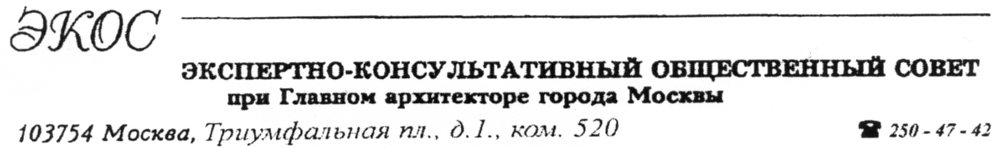 ЭКОС
ЭКСПЕРТНО-КОНСУЛЬТАТИВНЫЙ ОБЩЕСТВЕННЫЙ СОВЕТ
при Главном архитекторе города Москвы
103754 Москва, Триумфальная пл., д.1., ком. 520 ☎ 250-47-42